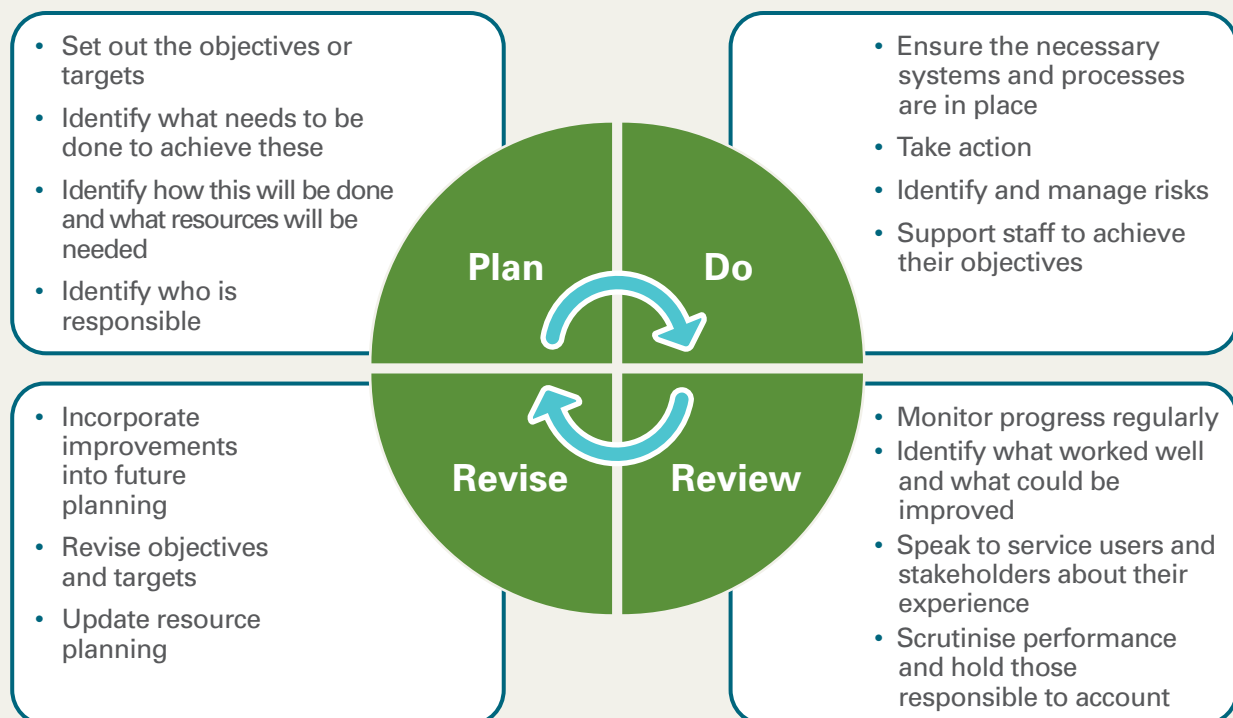 • Set out the objectives or
targets
• Identify what needs to be
done to achieve these
• Identify how this will be done
and what resources will be
needed
• Identify who is
responsible
• Ensure the necessary
systems and processes
are in place
• Take action
• Identify and manage risks
• Support staff to achieve
their objectives
Plan
Do
Revise
Review
• Incorporate
improvements
into future
planning
• Revise objectives
and targets
• Update resource
planning
• Monitor progress regularly
• Identify what worked well
and what could be
improved
• Speak to service users and
stakeholders about their
experience
• Scrutinise performance
and hold those
responsible to account